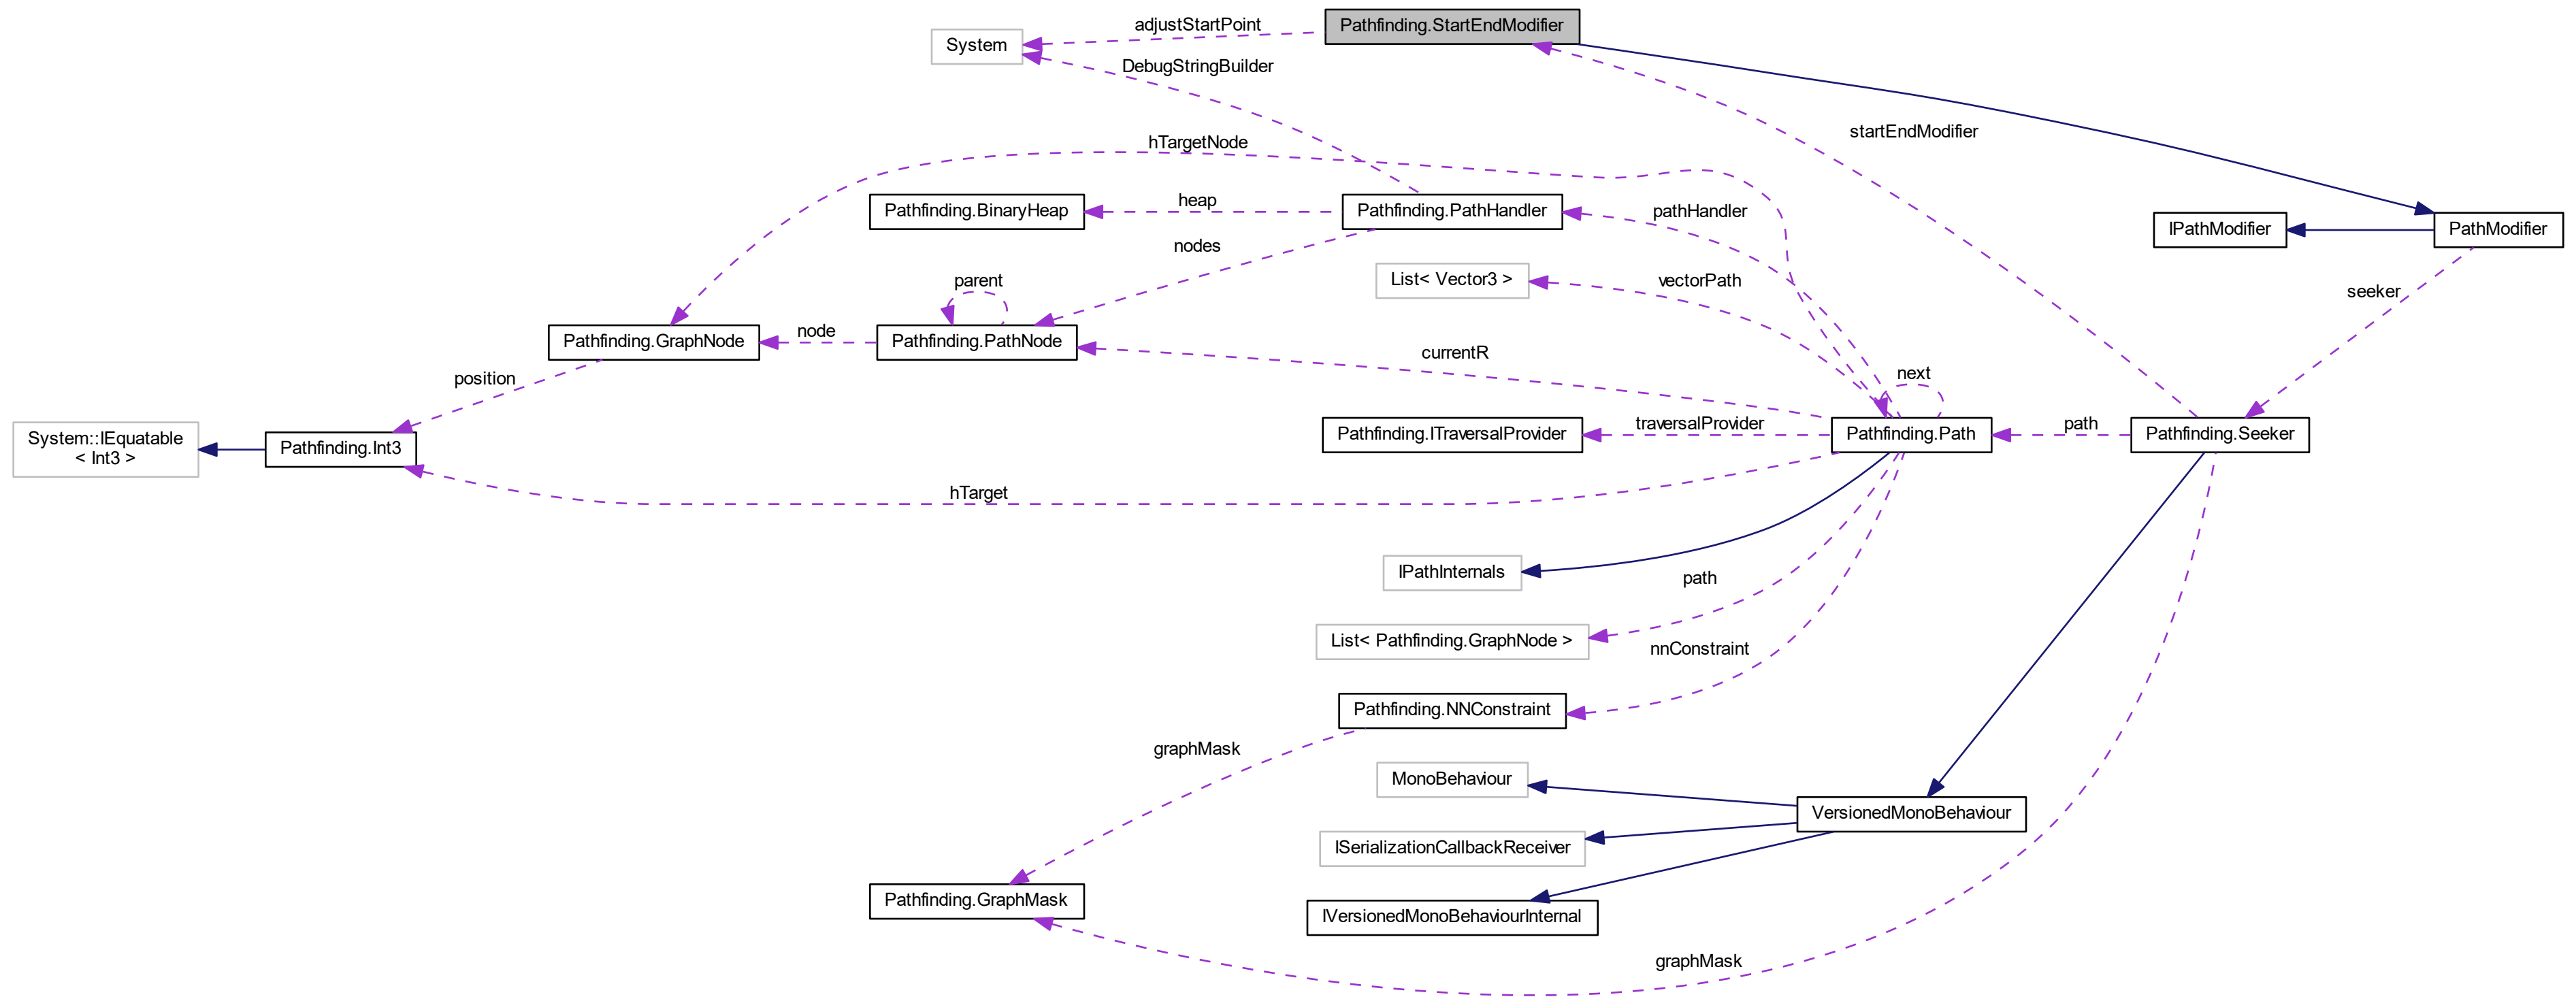 adjustStartPoint
Pathfinding.StartEndModifier
System
DebugStringBuilder
startEndModifier
hTargetNode
Pathfinding.BinaryHeap
heap
Pathfinding.PathHandler
pathHandler
IPathModifier
PathModifier
nodes
parent
List< Vector3 >
vectorPath
seeker
Pathfinding.GraphNode
node
Pathfinding.PathNode
currentR
next
position
System::IEquatable
< Int3 >
Pathfinding.Int3
Pathfinding.ITraversalProvider
traversalProvider
Pathfinding.Path
path
Pathfinding.Seeker
hTarget
IPathInternals
path
List< Pathfinding.GraphNode >
nnConstraint
Pathfinding.NNConstraint
graphMask
MonoBehaviour
VersionedMonoBehaviour
ISerializationCallbackReceiver
Pathfinding.GraphMask
IVersionedMonoBehaviourInternal
graphMask